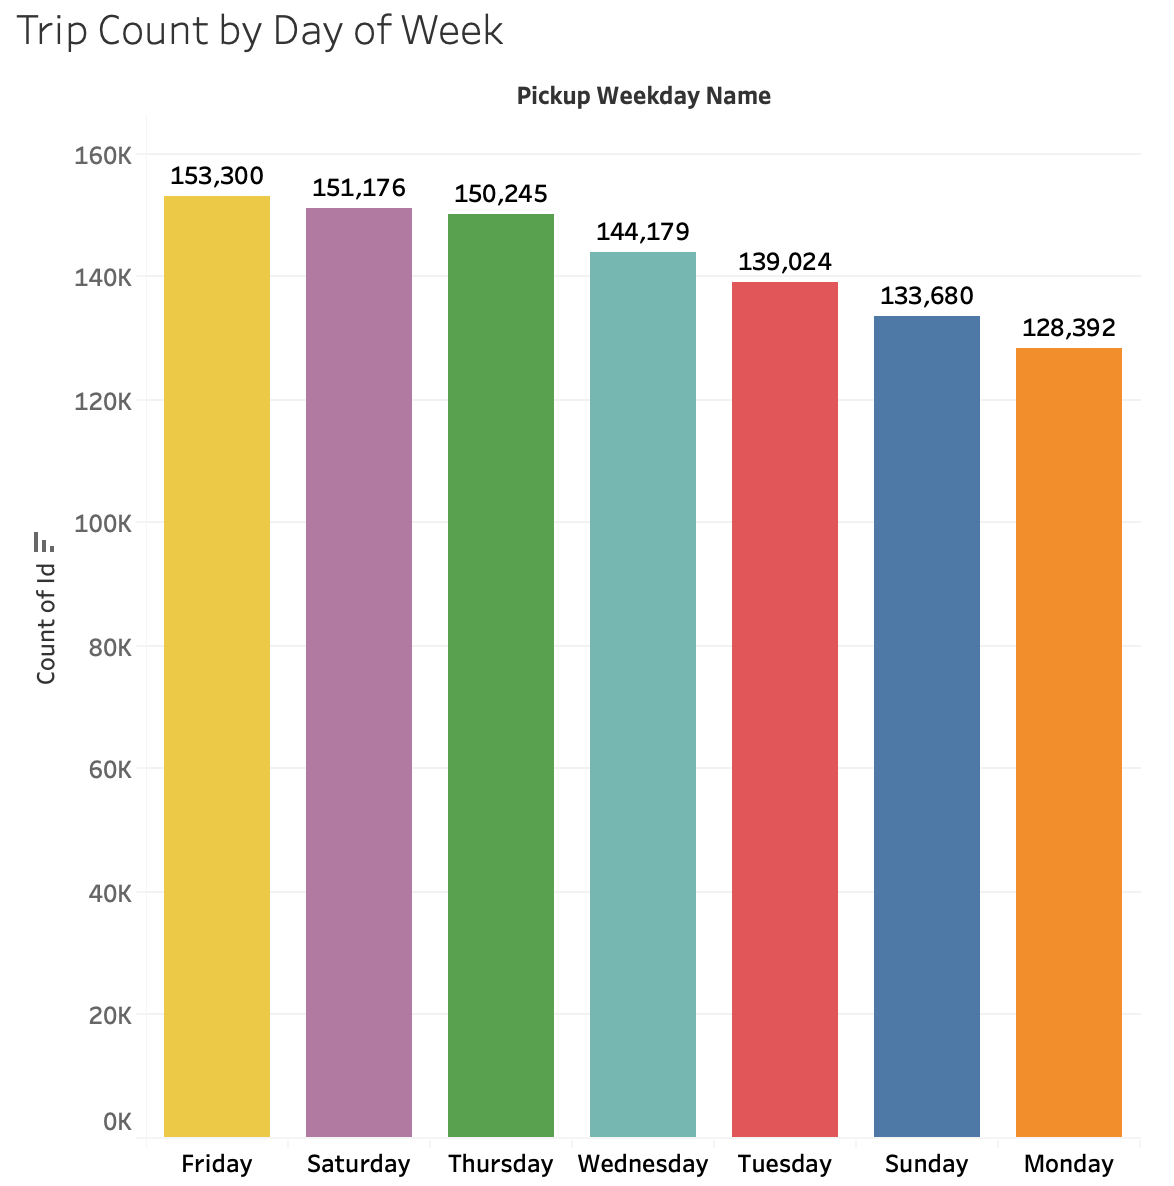 Trip Count by Day of Week
Pickup Weekday Name
160K
140K
120K
100K
80K
60K
40K
20K
0K
Count of Id
153,300
151,176
150,245
144,179
139,024
133,680
128,392
Friday
Saturday
Thursday
Wednesday
Tuesday
Sunday
Monday